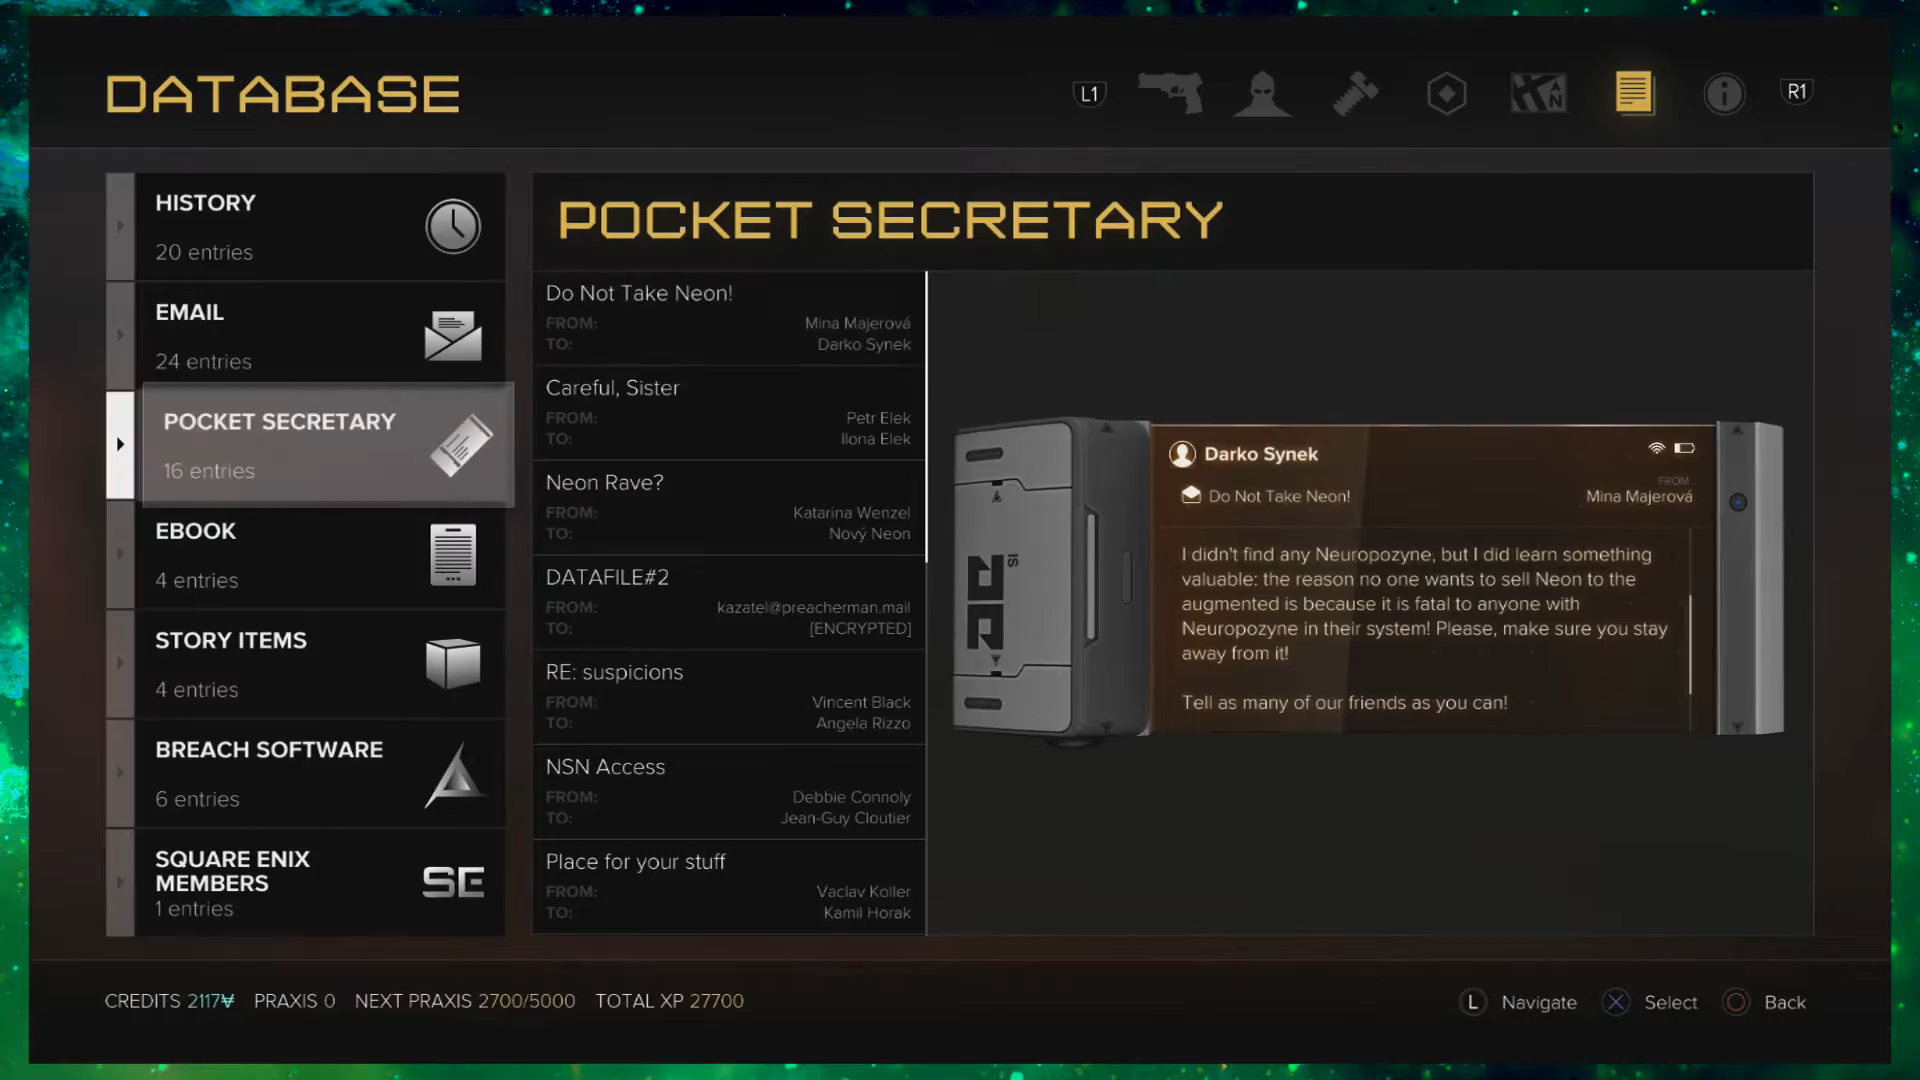 DATABASE
L1
R1
HISTORY
20 entries
EMAIL
24 entries
POCKET SECRETARY
16 entries
EBOOK
4 entries
STORY ITEMS
4 entries
BREACH SOFTWARE
6 entries
SQUARE ENIX
MEMBERS
1 entries
SE
POCKET SECRETARY
Do Not Take Neon!
FROM: Mina Majerová
TO: Darko Synek
Careful, Sister
FROM: Petr Elek
TO: Ilona Elek
Neon Rave?
FROM: Katarina Wenzel
TO: Nový Neon
DATAFILE#2
FROM: kazatel@preacherman.mail
TO: [ENCRYPTED]
RE: suspicions
FROM: Vincent Black
TO: Angela Rizzo
NSN Access
FROM: Debbie Connoly
TO: Jean-Guy Cloutier
Place for your stuff
FROM: Vaclav Koller
TO: Kamil Horak
Darko Synek
FROM:
Do Not Take Neon! Mina Majerová
I didn't find any Neuropozyne, but I did learn something
valuable: the reason no one wants to sell Neon to the
augmented is because it is fatal to anyone with
Neuropozyne in their system! Please, make sure you stay
away from it!
Tell as many of our friends as you can!
CREDITS 2117 PRAXIS 0 NEXT PRAXIS 2700/5000 TOTAL XP 27700
L Navigate Select Back